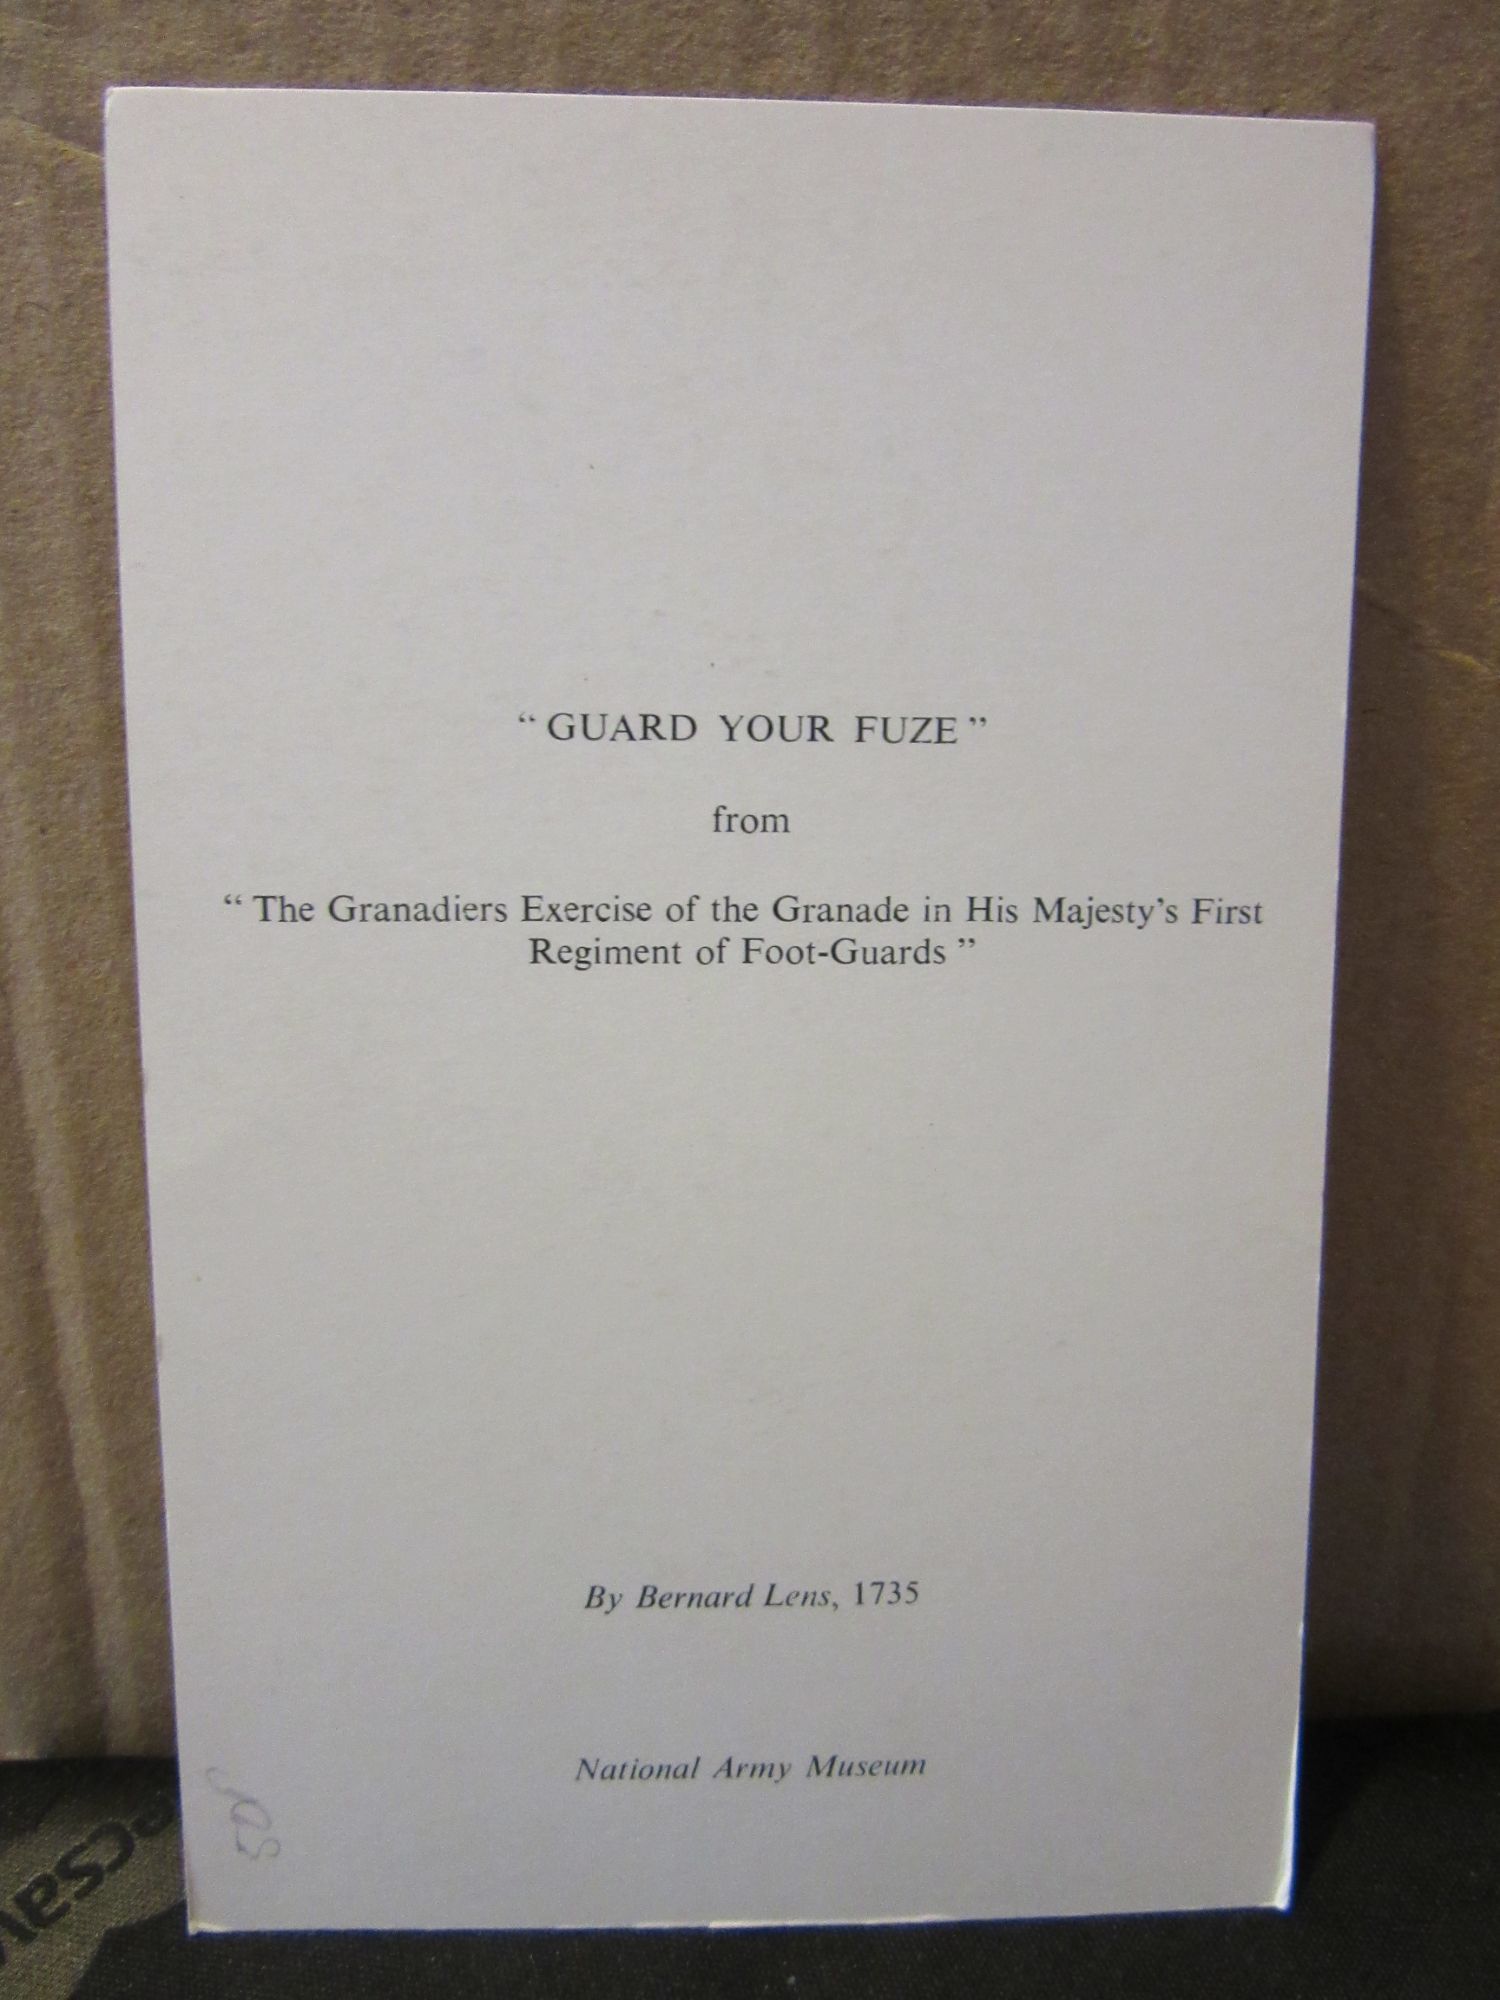 “ GUARD YOUR FUZE ”
from
“ The Granadiers Exercise of the Granade in His Majesty’s First
Regiment of Foot-Guards ”
By Bernard Lens, 1735
National Army Museum